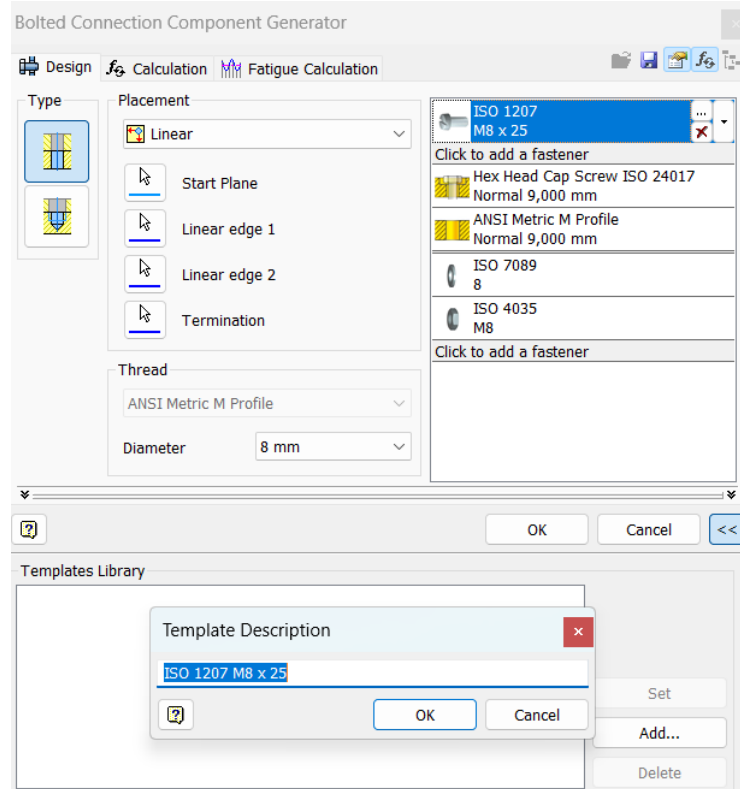 Bolted Connection Component Generator
Design
Calculation
Fatigue Calculation
Type
Placement
Linear
Start Plane
Linear edge 1
Linear edge 2
Termination
Thread
ANSI Metric M Profile
Diameter
8 mm
ISO 1207
M8 x 25
...
Click to add a fastener
Hex Head Cap Screw ISO 24017
Normal 9,000 mm
ANSI Metric M Profile
Normal 9,000 mm
ISO 7089
8
ISO 4035
M8
Click to add a fastener
OK
Cancel
<<
Templates Library
Template Description
ISO 1207 M8 x 25
OK
Cancel
Set
Add...
Delete